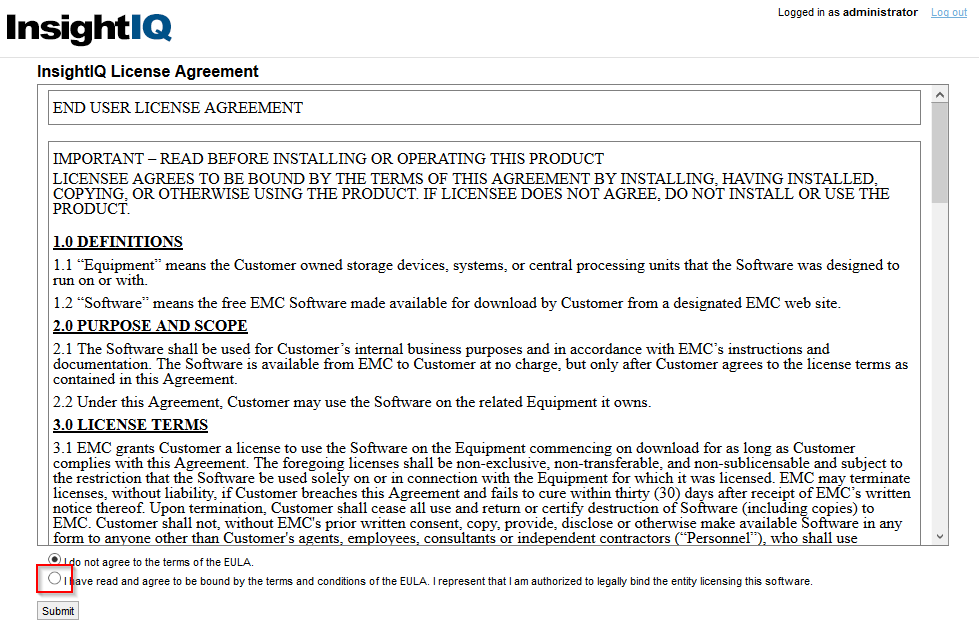 InsightIQ
Logged in as administrator Log out
InsightIQ License Agreement
END USER LICENSE AGREEMENT
IMPORTANT – READ BEFORE INSTALLING OR OPERATING THIS PRODUCT
LICENSEE AGREES TO BE BOUND BY THE TERMS OF THIS AGREEMENT BY INSTALLING, HAVING INSTALLED,
COPYING, OR OTHERWISE USING THE PRODUCT. IF LICENSEE DOES NOT AGREE, DO NOT INSTALL OR USE THE
PRODUCT.
1.0 DEFINITIONS
1.1 “Equipment” means the Customer owned storage devices, systems, or central processing units that the Software was designed to
run on or with.
1.2 “Software” means the free EMC Software made available for download by Customer from a designated EMC web site.
2.0 PURPOSE AND SCOPE
2.1 The Software shall be used for Customer’s internal business purposes and in accordance with EMC’s instructions and
documentation. The Software is available from EMC to Customer at no charge, but only after Customer agrees to the license terms as
contained in this Agreement.
2.2 Under this Agreement, Customer may use the Software on the related Equipment it owns.
3.0 LICENSE TERMS
3.1 EMC grants Customer a license to use the Software on the Equipment commencing on download for as long as Customer
complies with this Agreement. The foregoing licenses shall be non-exclusive, non-transferable, and non-sublicensable and subject to
the restriction that the Software be used solely on or in connection with the Equipment for which it was licensed. EMC may terminate
licenses, without liability, if Customer breaches this Agreement and fails to cure within thirty (30) days after receipt of EMC’s written
notice thereof. Upon termination, Customer shall cease all use and return or certify destruction of Software (including copies) to
EMC. Customer shall not, without EMC's prior written consent, copy, provide, disclose or otherwise make available Software in any
form to anyone other than Customer's agents, employees, consultants or independent contractors (“Personnel”), who shall use
I do not agree to the terms of the EULA.
I have read and agree to be bound by the terms and conditions of the EULA. I represent that I am authorized to legally bind the entity licensing this software.
Submit